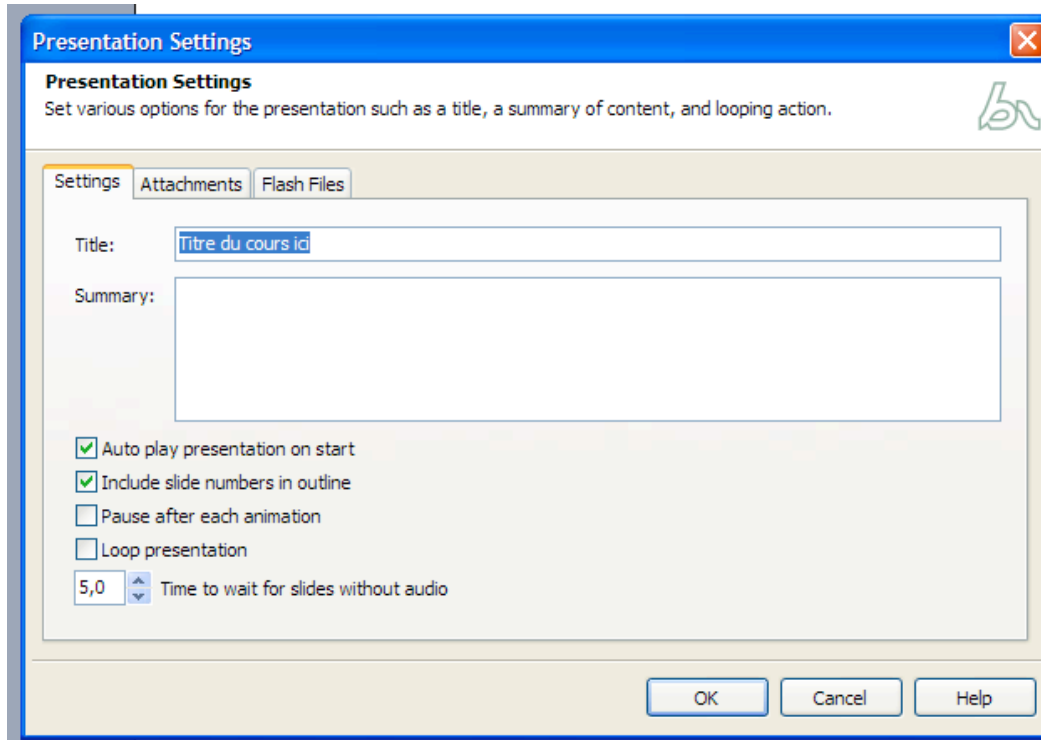 Presentation Settings
Presentation Settings
Set various options for the presentation such as a title, a summary of content, and looping action.
Settings Attachments Flash Files
Title: Titre du cours ici
Summary:
Auto play presentation on start
Include slide numbers in outline
Pause after each animation
Loop presentation
5,0 Time to wait for slides without audio
OK Cancel Help